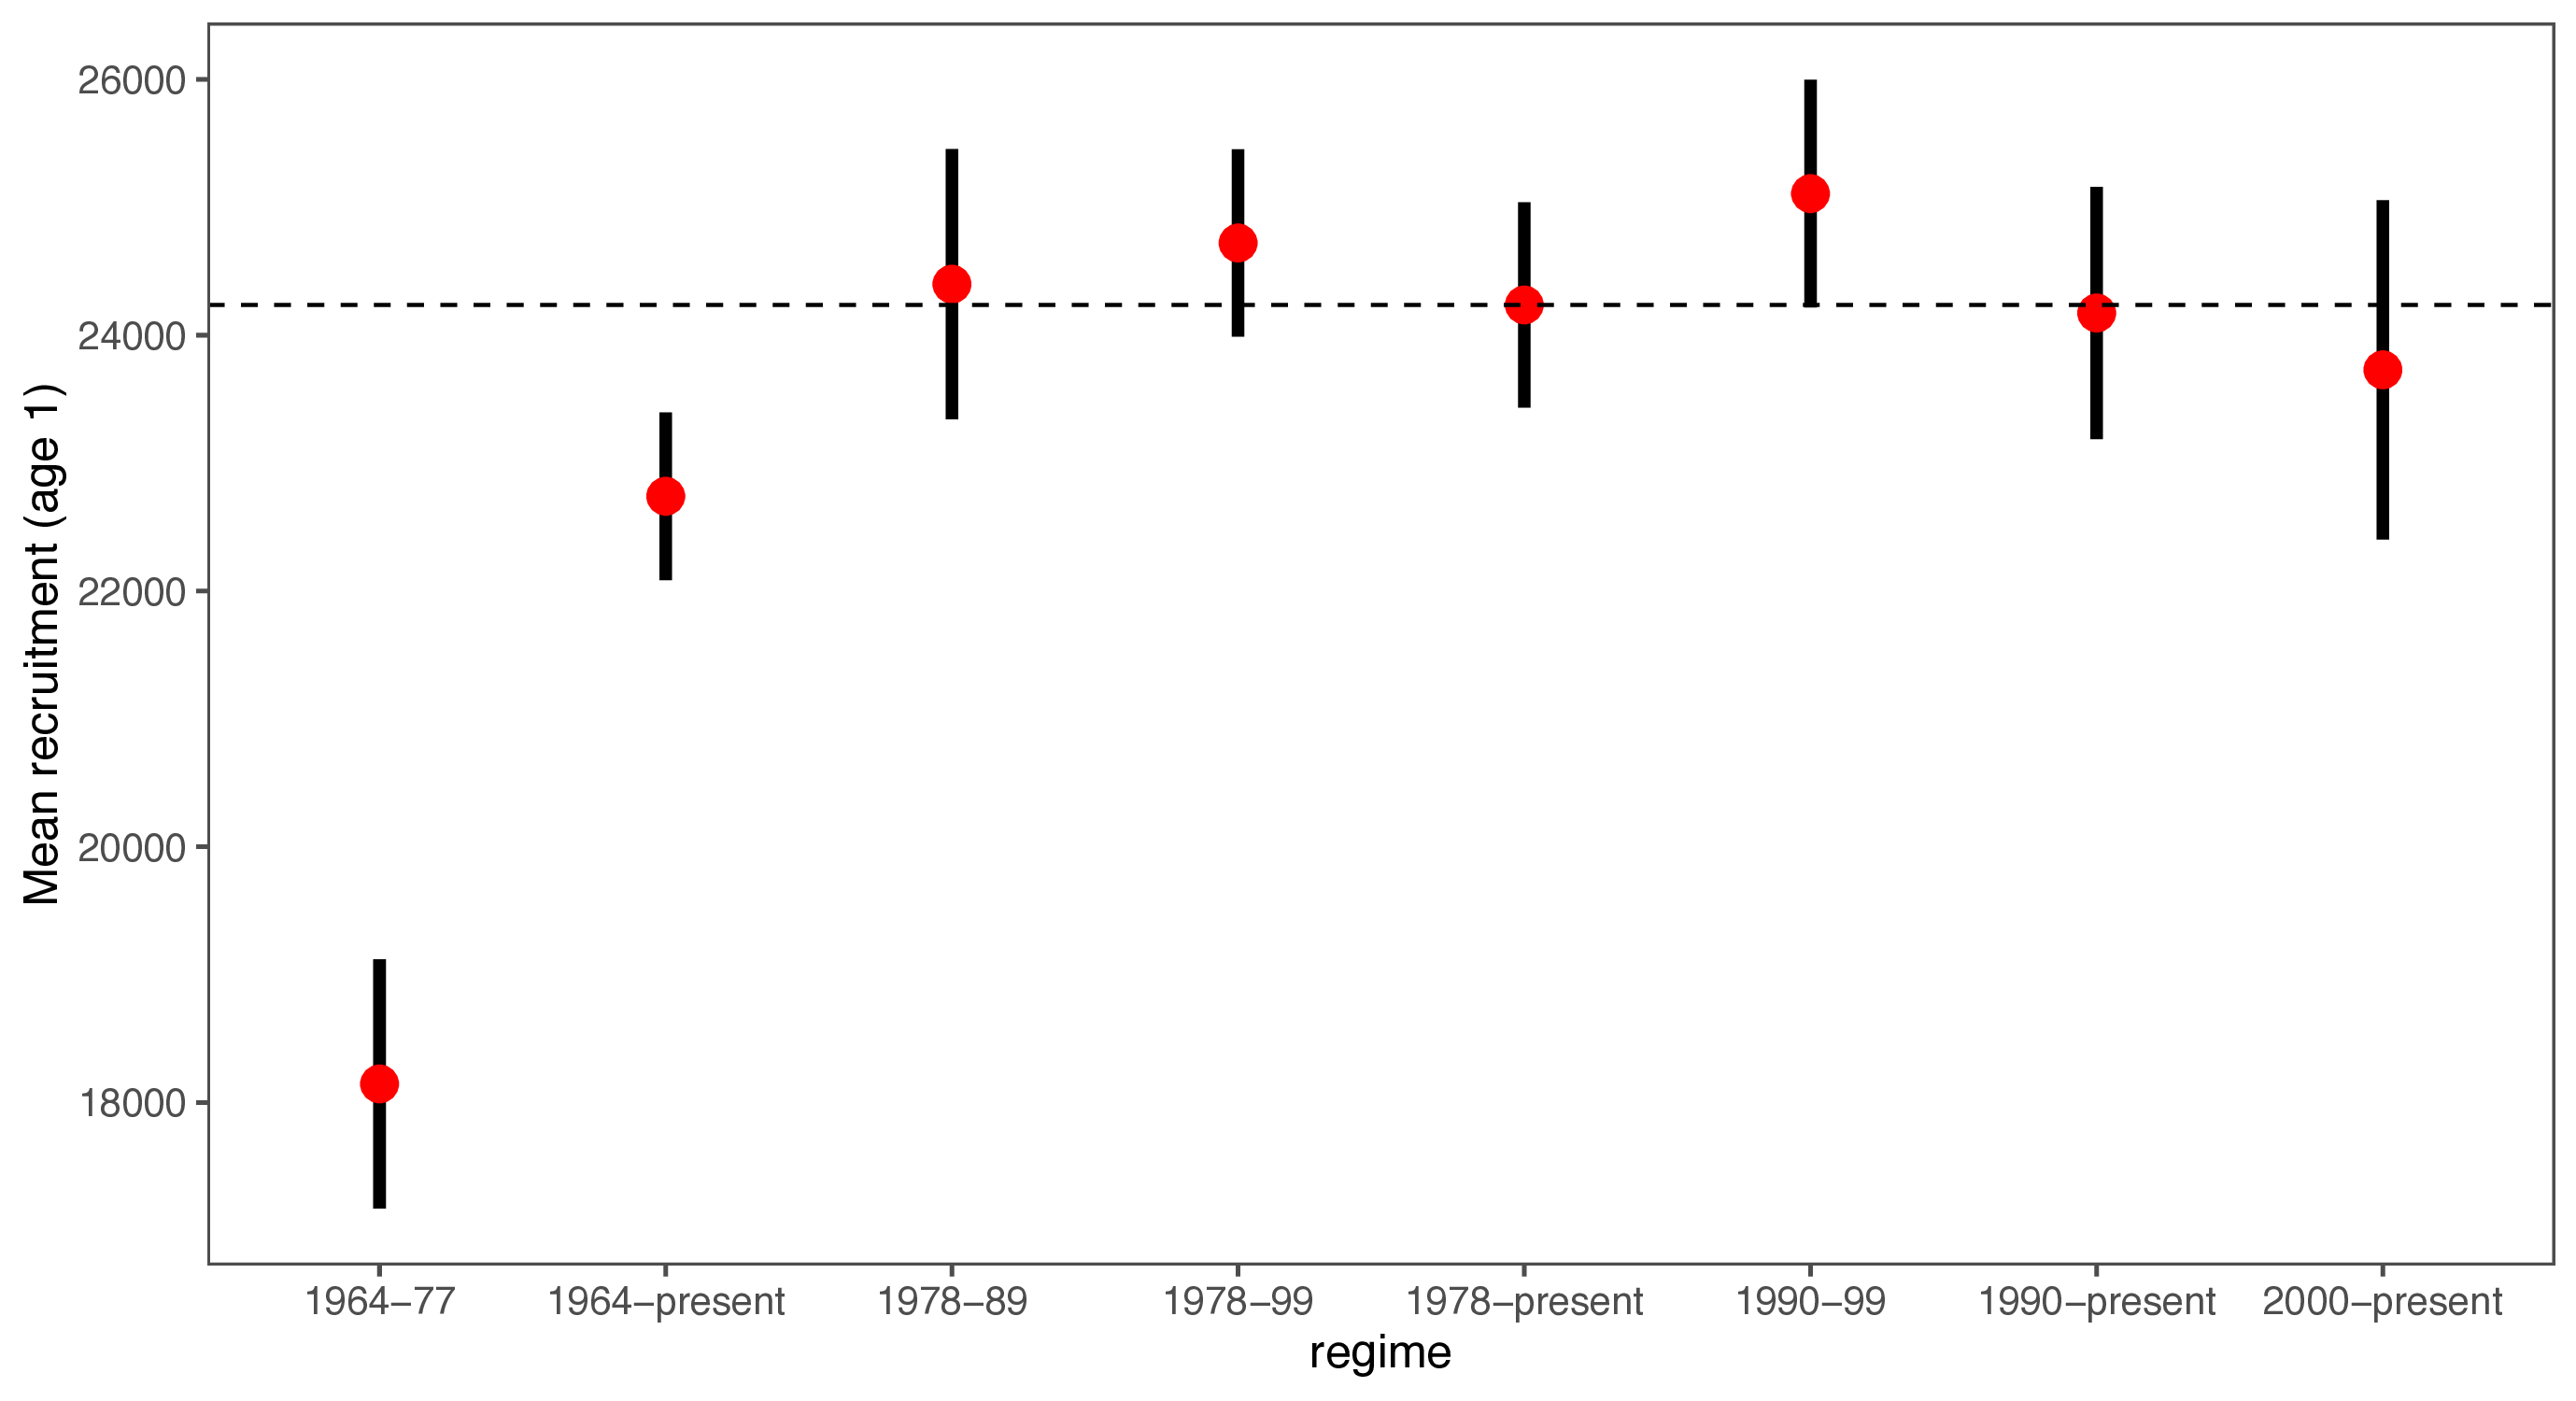 Mean recruitment (age 1)
26000
24000
22000
20000
18000
1964–77 1964–present 1978–89 1978–99 1978–present 1990–99 1990–present 2000–present
regime